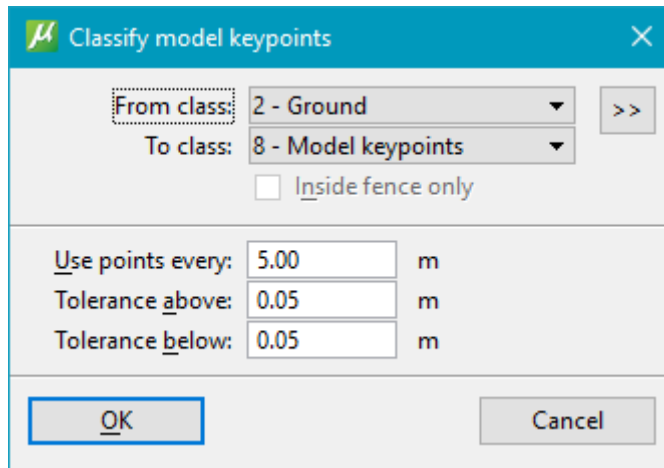 Classify model keypoints
From class: 2 - Ground >>
To class: 8 - Model keypoints
Inside fence only
Use points every: 5.00 m
Tolerance above: 0.05 m
Tolerance below: 0.05 m
OK Cancel